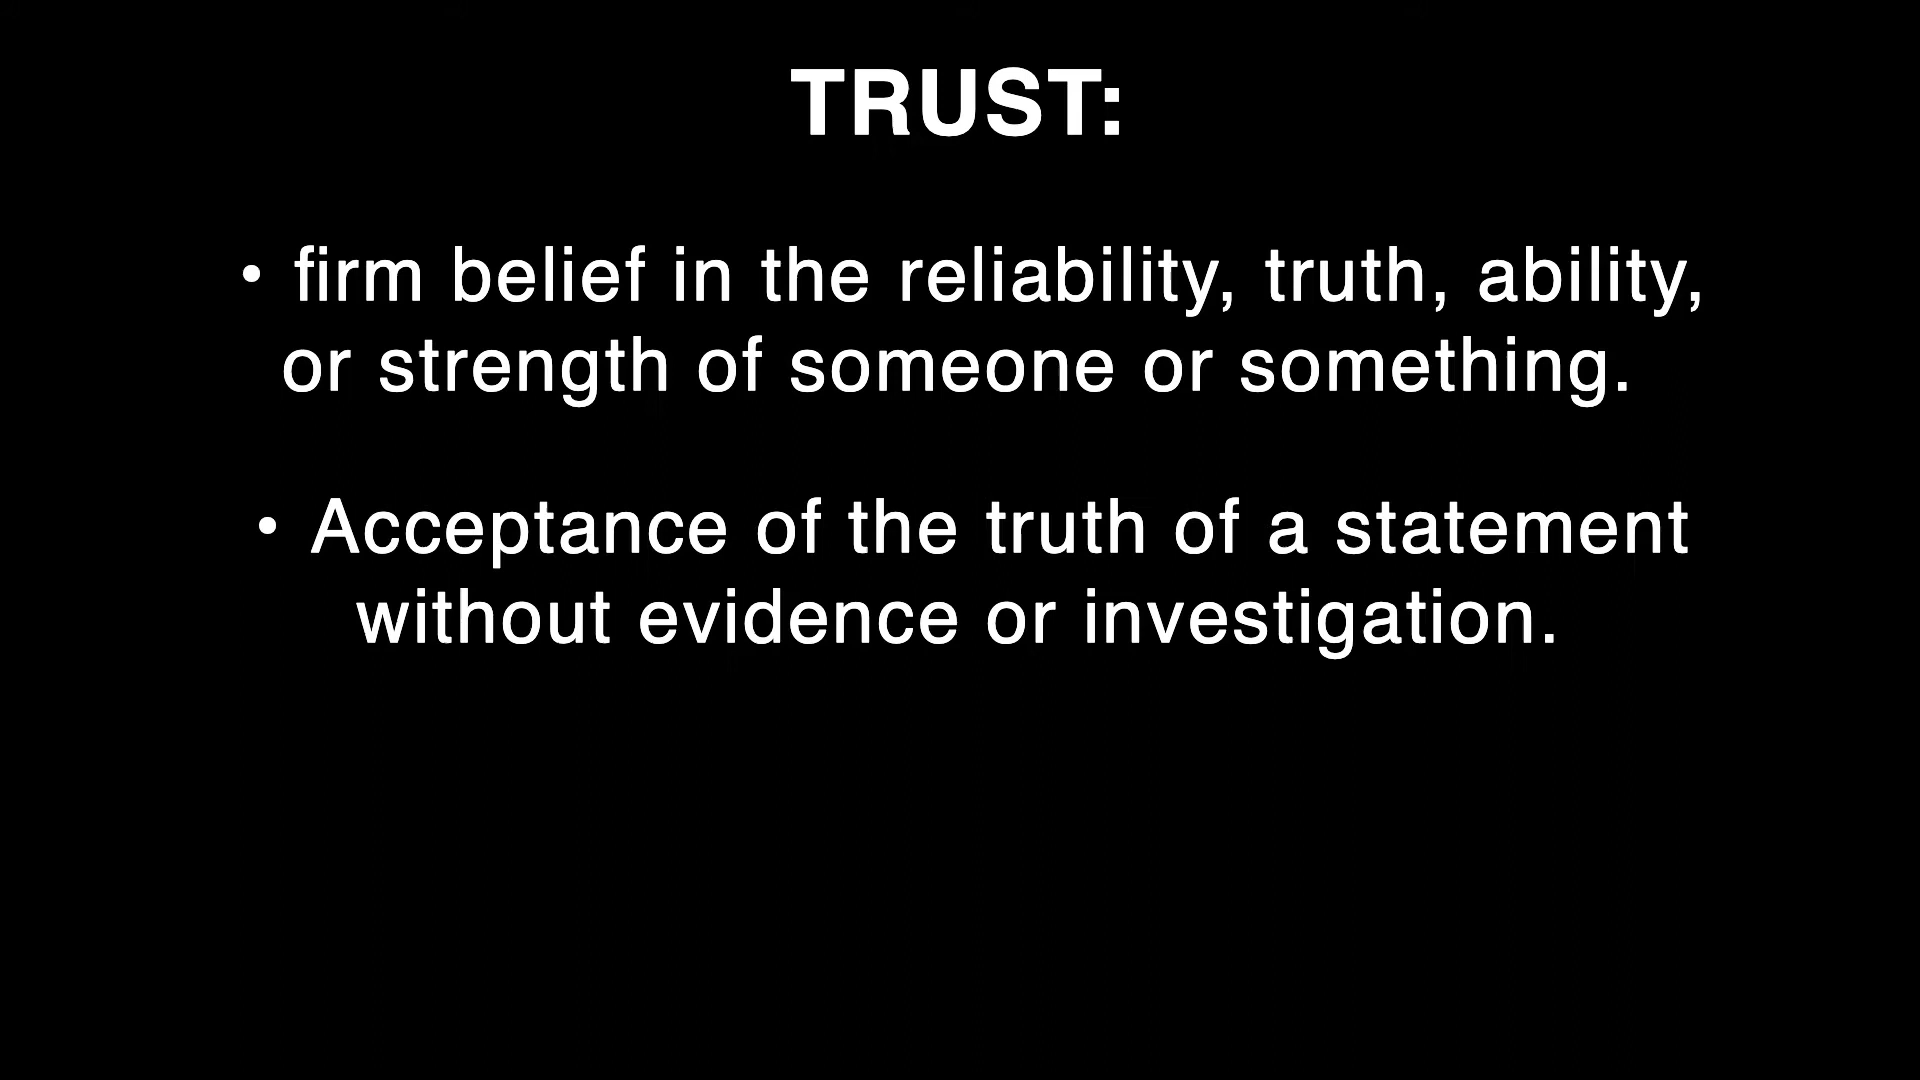 TRUST:
• firm belief in the reliability, truth, ability,
or strength of someone or something.
• Acceptance of the truth of a statement
without evidence or investigation.